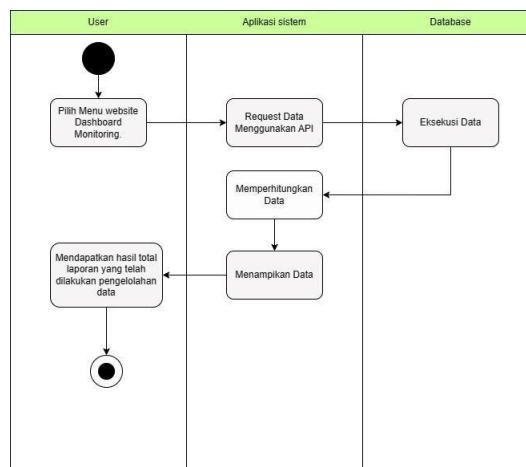 User
Aplikasi sistem
Database
Pilih Menu website
Dashboard
Monitoring.
Request Data
Menggunakan API
Eksekusi Data
Memperhitungkan
Data
Mendapatkan hasil total
laporan yang telah
dilakukan pengelolahan
data
Menampikan Data